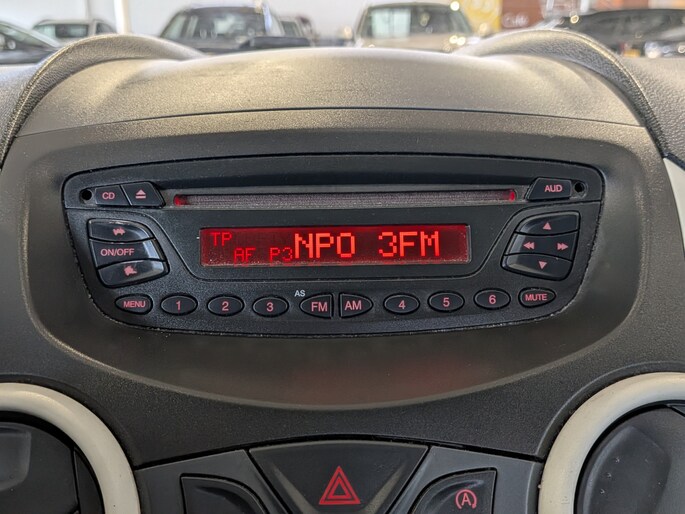 CD
AUD
TP
AF P3 NPO 3FM
ON/OFF
MENU 1 2 3 AS FM AM 4 5 6 MUTE
A